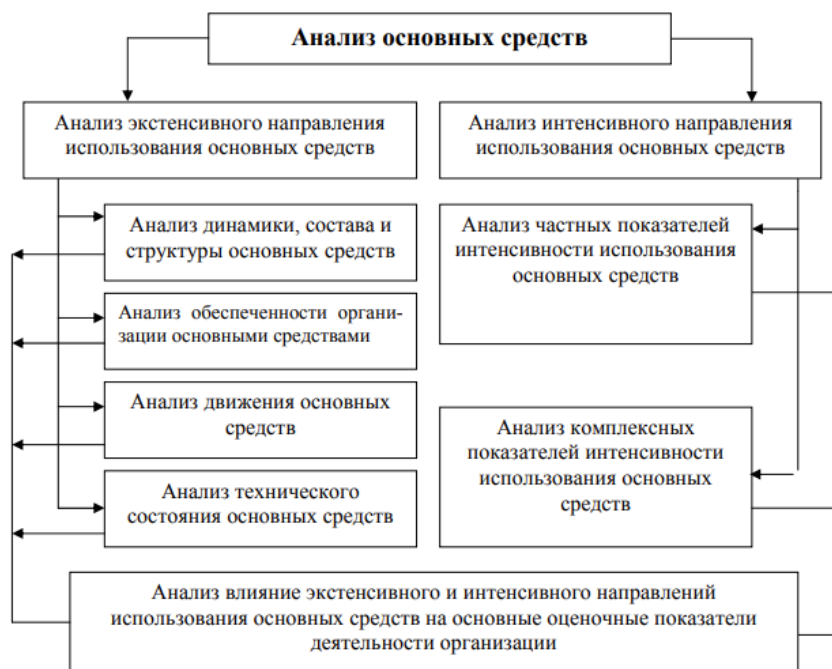 Анализ основных средств
Анализ экстенсивного направления
использования основных средств
Анализ интенсивного направления
использования основных средств
Анализ динамики, состава и
структуры основных средств
Анализ обеспеченности органи-
зации основными средствами
Анализ движения основных
средств
Анализ технического
состояния основных средств
Анализ частных показателей
интенсивности использования
основных средств
Анализ комплексных
показателей интенсивности
использования основных
средств
Анализ влияние экстенсивного и интенсивного направлений
использования основных средств на основные оценочные показатели
деятельности организации